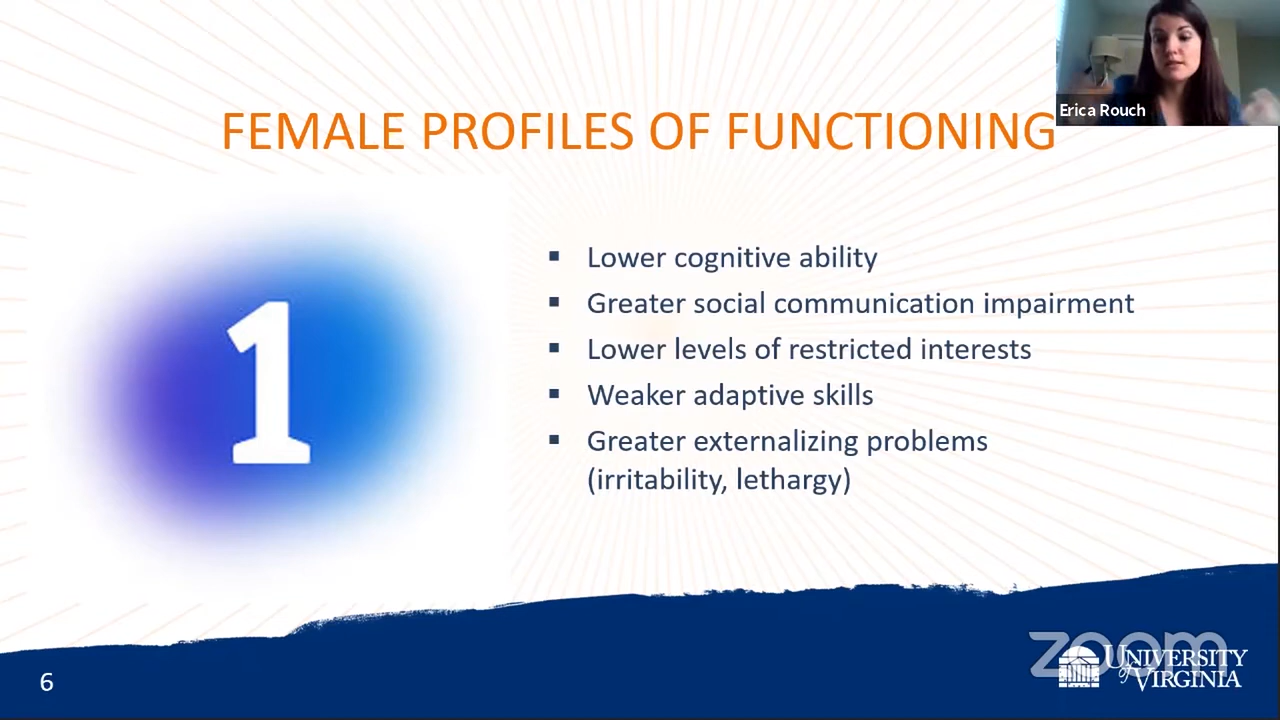 Erica Rouch
FEMALE PROFILES OF FUNCTIONING
1
▪ Lower cognitive ability
▪ Greater social communication impairment
▪ Lower levels of restricted interests
▪ Weaker adaptive skills
▪ Greater externalizing problems
(irritability, lethargy)
zoom
UNIVERSITY
of VIRGINIA
6